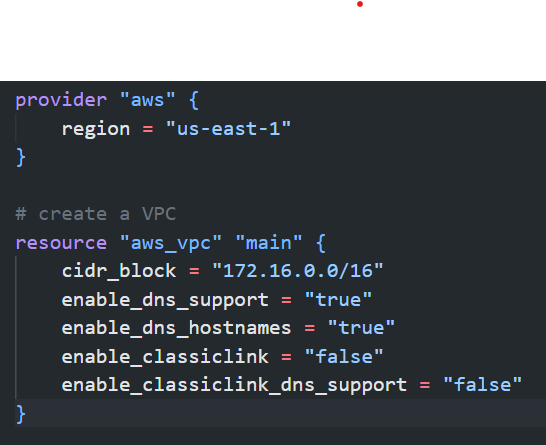 provider "aws" {
    region = "us-east-1"
}

# create a VPC
resource "aws_vpc" "main" {
    cidr_block = "172.16.0.0/16"
    enable_dns_support = "true"
    enable_dns_hostnames = "true"
    enable_classiclink = "false"
    enable_classiclink_dns_support = "false"
}